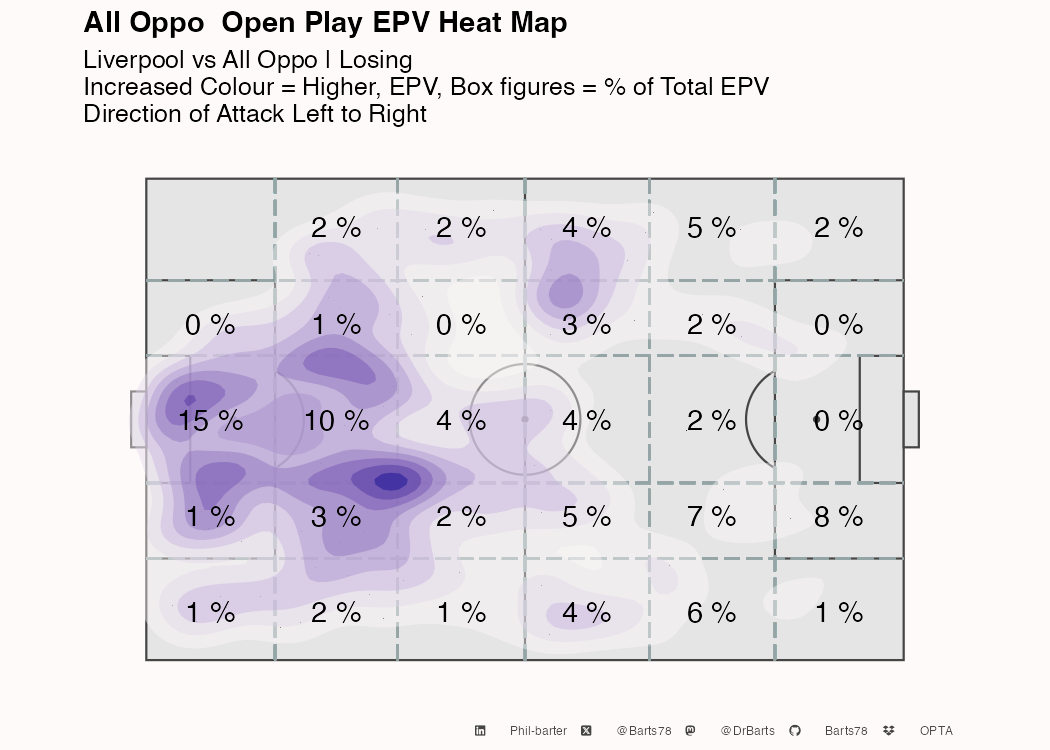 All Oppo  Open Play EPV Heat Map
Liverpool vs All Oppo | Losing
Increased Colour = Higher, EPV, Box figures = % of Total EPV
Direction of Attack Left to Right
2 % 2 % 4 % 5 % 2 %
0 % 1 % 0 % 3 % 2 % 0 %
15 % 10 % 4 % 4 % 2 % 0 %
1 % 3 % 2 % 5 % 7 % 8 %
1 % 2 % 1 % 4 % 6 % 1 %
Phil-barter @Barts78 @DrBarts Barts78 OPTA